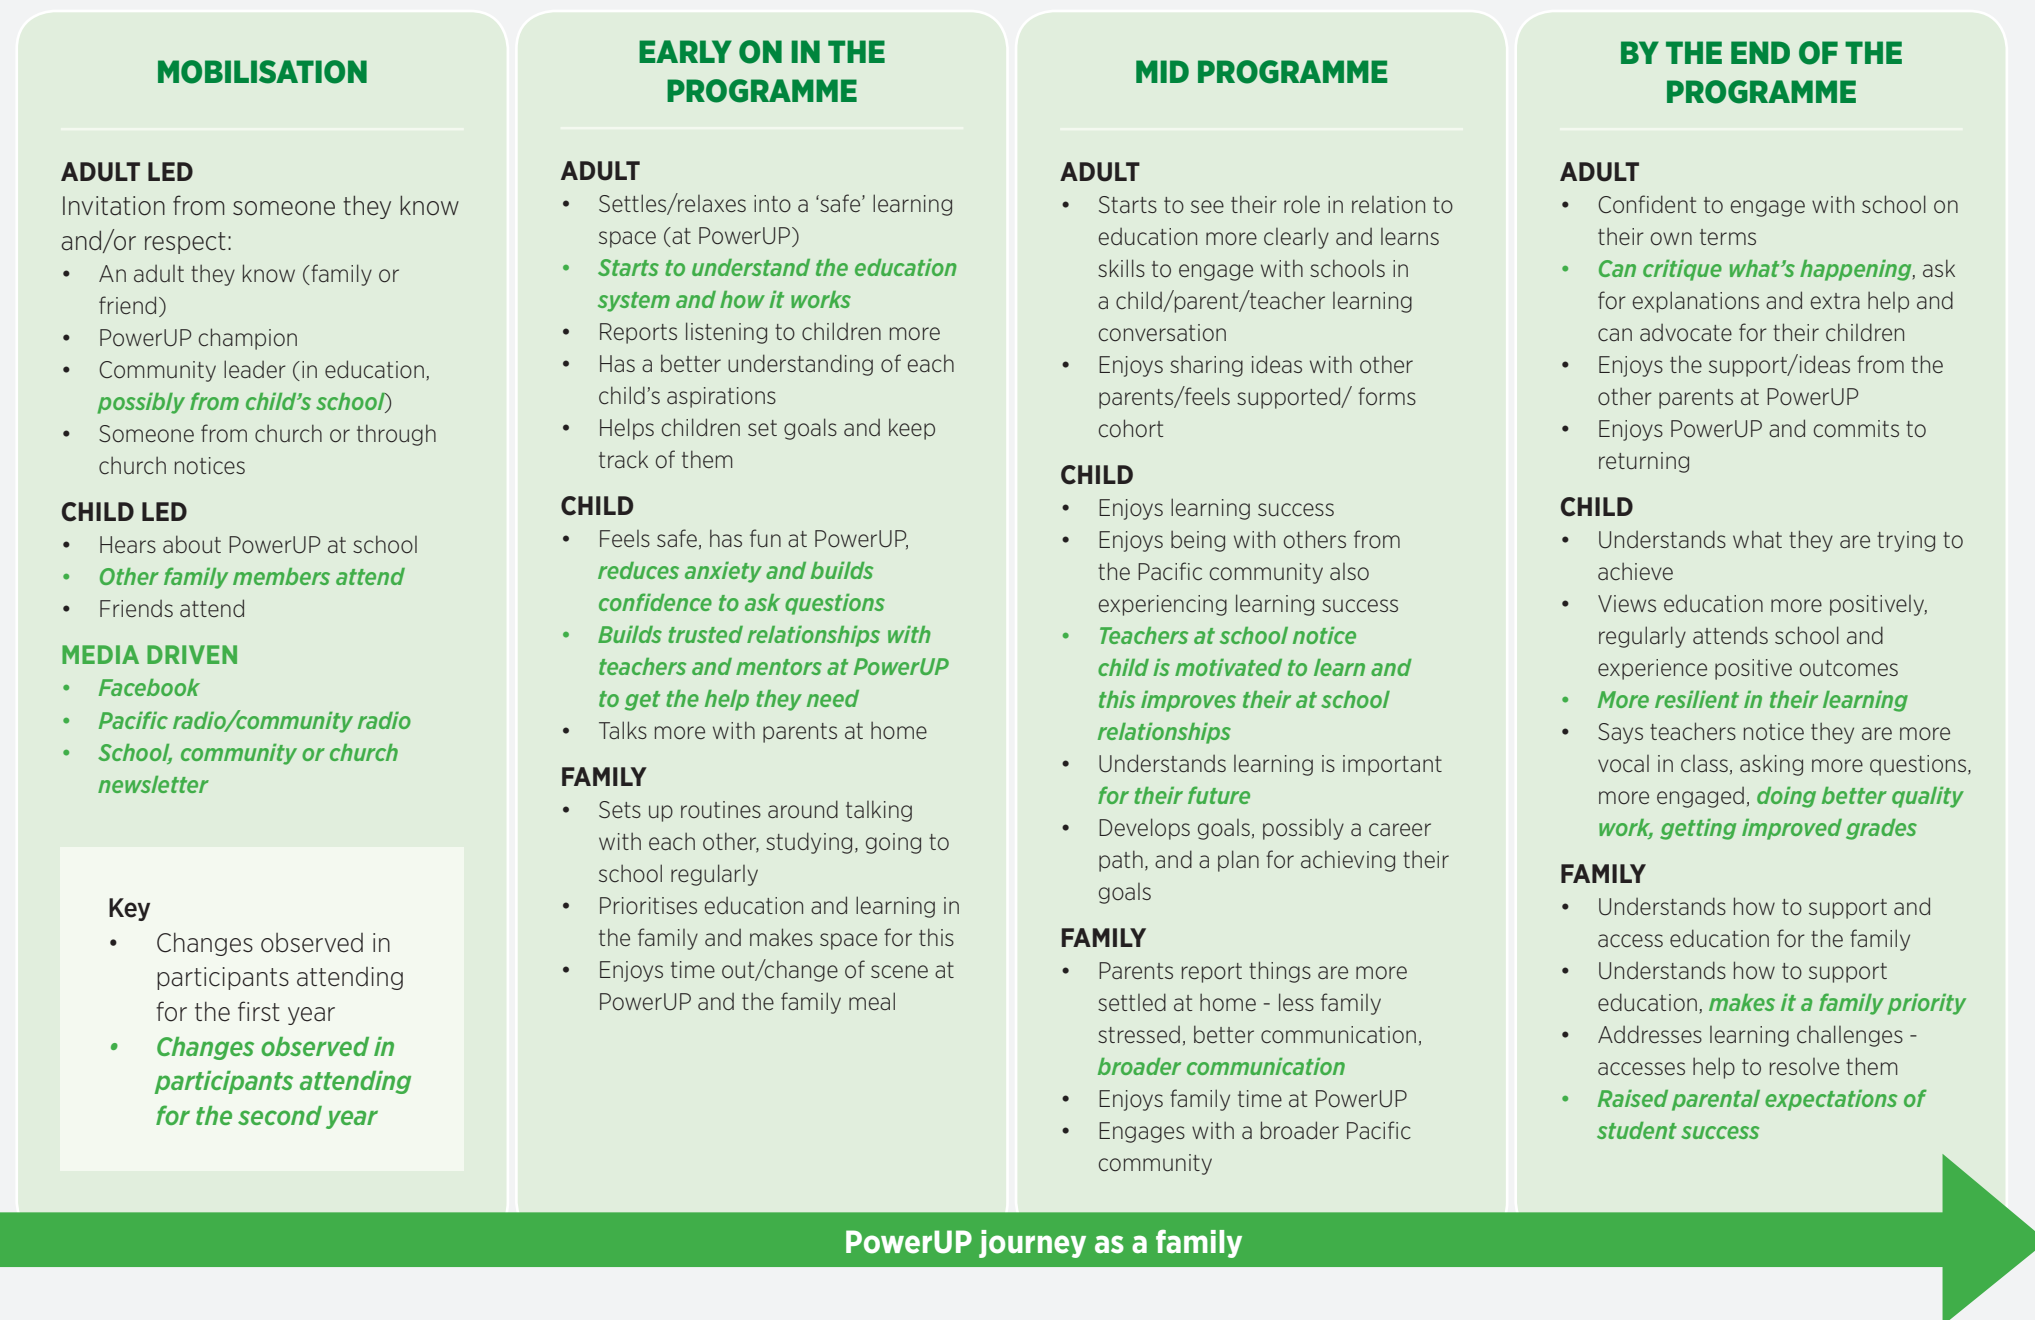 MOBILISATION
ADULT LED
Invitation from someone they know
and/or respect:
• An adult they know (family or
friend)
• PowerUP champion
• Community leader (in education,
possibly from child’s school)
• Someone from church or through
church notices
CHILD LED
• Hears about PowerUP at school
• Other family members attend
• Friends attend
MEDIA DRIVEN
• Facebook
• Pacific radio/community radio
• School, community or church
newsletter
Key
• Changes observed in
participants attending
for the first year
• Changes observed in
participants attending
for the second year
EARLY ON IN THE
PROGRAMME
ADULT
• Settles/relaxes into a ‘safe’ learning
space (at PowerUP)
• Starts to understand the education
system and how it works
• Reports listening to children more
• Has a better understanding of each
child’s aspirations
• Helps children set goals and keep
track of them
CHILD
• Feels safe, has fun at PowerUP,
reduces anxiety and builds
confidence to ask questions
• Builds trusted relationships with
teachers and mentors at PowerUP
to get the help they need
• Talks more with parents at home
FAMILY
• Sets up routines around talking
with each other, studying, going to
school regularly
• Prioritises education and learning in
the family and makes space for this
• Enjoys time out/change of scene at
PowerUP and the family meal
MID PROGRAMME
ADULT
• Starts to see their role in relation to
education more clearly and learns
skills to engage with schools in
a child/parent/teacher learning
conversation
• Enjoys sharing ideas with other
parents/feels supported/ forms
cohort
CHILD
• Enjoys learning success
• Enjoys being with others from
the Pacific community also
experiencing learning success
• Teachers at school notice
child is motivated to learn and
this improves their at school
relationships
• Understands learning is important
for their future
• Develops goals, possibly a career
path, and a plan for achieving their
goals
FAMILY
• Parents report things are more
settled at home - less family
stressed, better communication,
broader communication
• Enjoys family time at PowerUP
• Engages with a broader Pacific
community
BY THE END OF THE
PROGRAMME
ADULT
• Confident to engage with school on
their own terms
• Can critique what’s happening, ask
for explanations and extra help and
can advocate for their children
• Enjoys the support/ideas from the
other parents at PowerUP
• Enjoys PowerUP and commits to
returning
CHILD
• Understands what they are trying to
achieve
• Views education more positively,
regularly attends school and
experience positive outcomes
• More resilient in their learning
• Says teachers notice they are more
vocal in class, asking more questions,
more engaged, doing better quality
work, getting improved grades
FAMILY
• Understands how to support and
access education for the family
• Understands how to support
education, makes it a family priority
• Addresses learning challenges -
accesses help to resolve them
• Raised parental expectations of
student success
PowerUP journey as a family